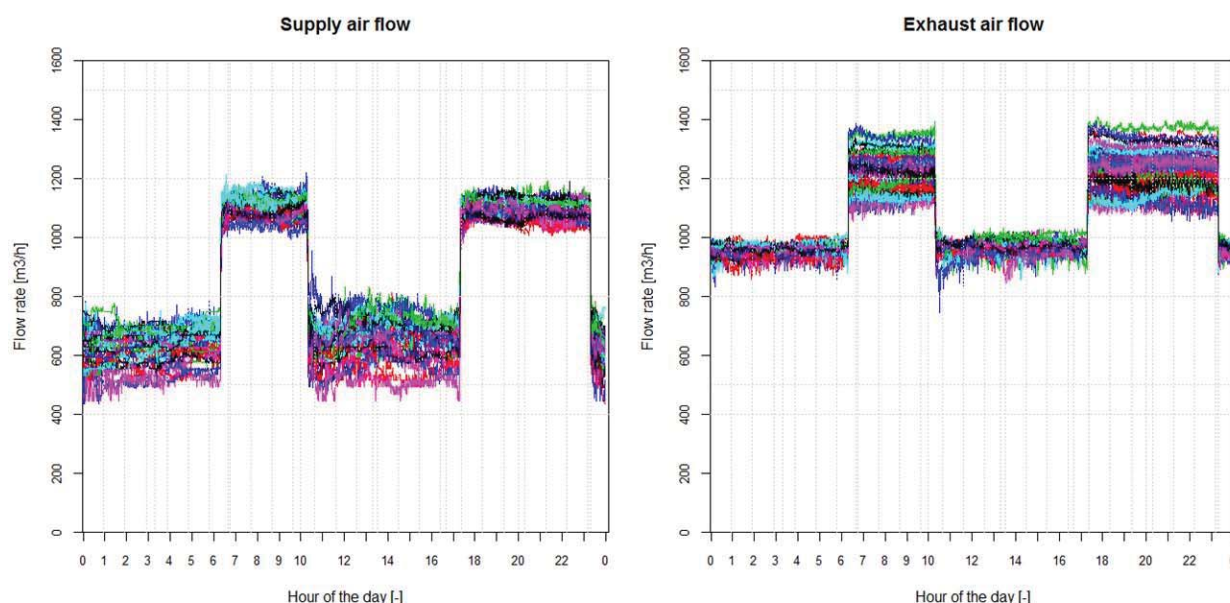 Supply air flow
Flow rate [m3/h]
1600
1400
1200
1000
800
600
400
200
0
0 1 2 3 4 5 6 7 8 9 10 12 14 16 18 20 22 0
Hour of the day [-]
Exhaust air flow
Flow rate [m3/h]
1600
1400
1200
1000
800
600
400
200
0
0 1 2 3 4 5 6 7 8 9 10 12 14 16 18 20 22
Hour of the day [-]